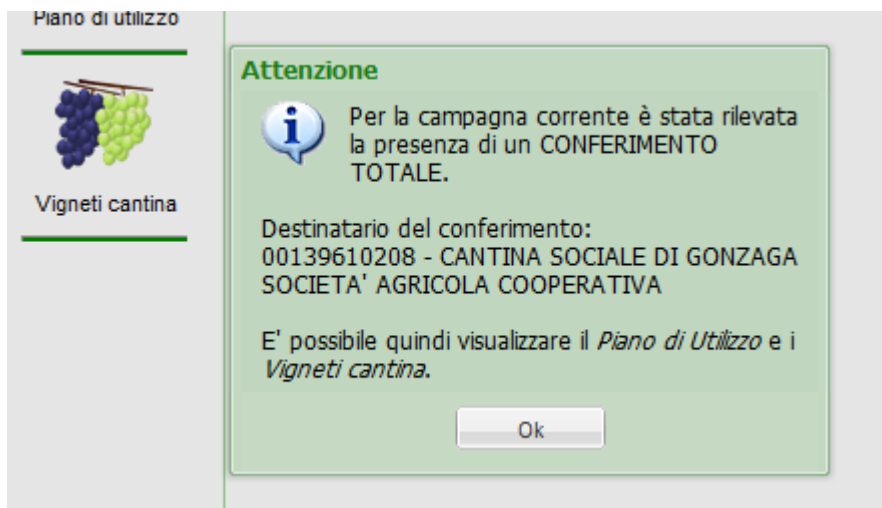 Piano di utilizzo
Vigneti cantina
Attenzione
Per la campagna corrente è stata rilevata
la presenza di un CONFERIMENTO
TOTALE.
Destinatario del conferimento:
00139610208 - CANTINA SOCIALE DI GONZAGA
SOCIETA' AGRICOLA COOPERATIVA
E' possibile quindi visualizzare il Piano di Utilizzo e i
Vigneti cantina.
Ok